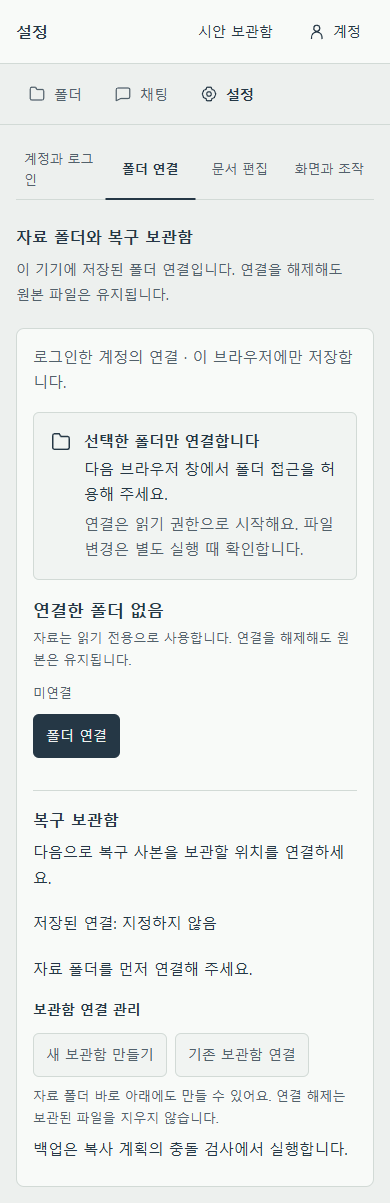 설정
시안 보관함
계정
폴더
채팅
설정
계정과 로그
인
폴더 연결
문서 편집
화면과 조작
자료 폴더와 복구 보관함
이 기기에 저장된 폴더 연결입니다. 연결을 해제해도
원본 파일은 유지됩니다.
로그인한 계정의 연결 · 이 브라우저에만 저장합
니다.
선택한 폴더만 연결합니다
다음 브라우저 창에서 폴더 접근을 허
용해 주세요.
연결은 읽기 권한으로 시작해요. 파일
변경은 별도 실행 때 확인합니다.
연결한 폴더 없음
자료는 읽기 전용으로 사용합니다. 연결을 해제해도 원
본은 유지됩니다.
미연결
폴더 연결
복구 보관함
다음으로 복구 사본을 보관할 위치를 연결하세
요.
저장된 연결: 지정하지 않음
자료 폴더를 먼저 연결해 주세요.
보관함 연결 관리
새 보관함 만들기
기존 보관함 연결
자료 폴더 바로 아래에도 만들 수 있어요. 연결 해제는
보관된 파일을 지우지 않습니다.
백업은 복사 계획의 충돌 검사에서 실행합니다.